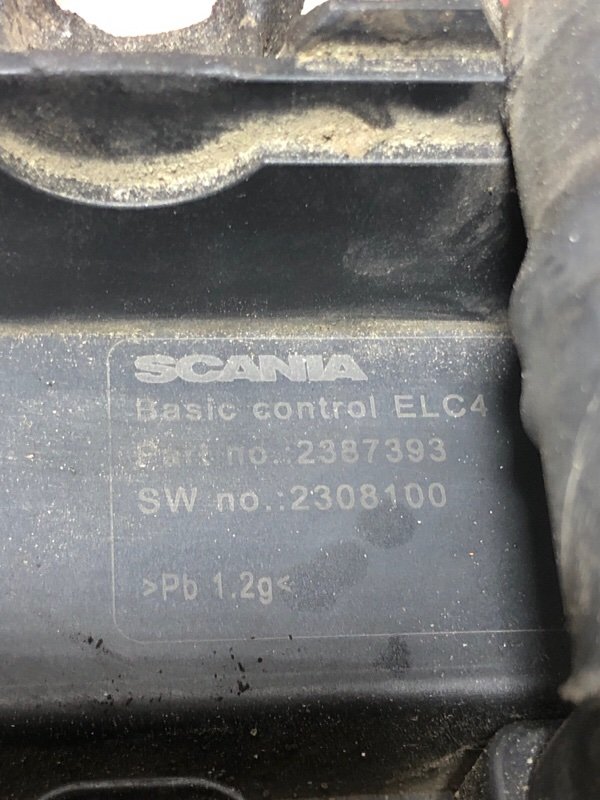 SCANIA
Basic control ELC4
Part no.:2387393
SW no.:2308100
>Pb 1.2g<